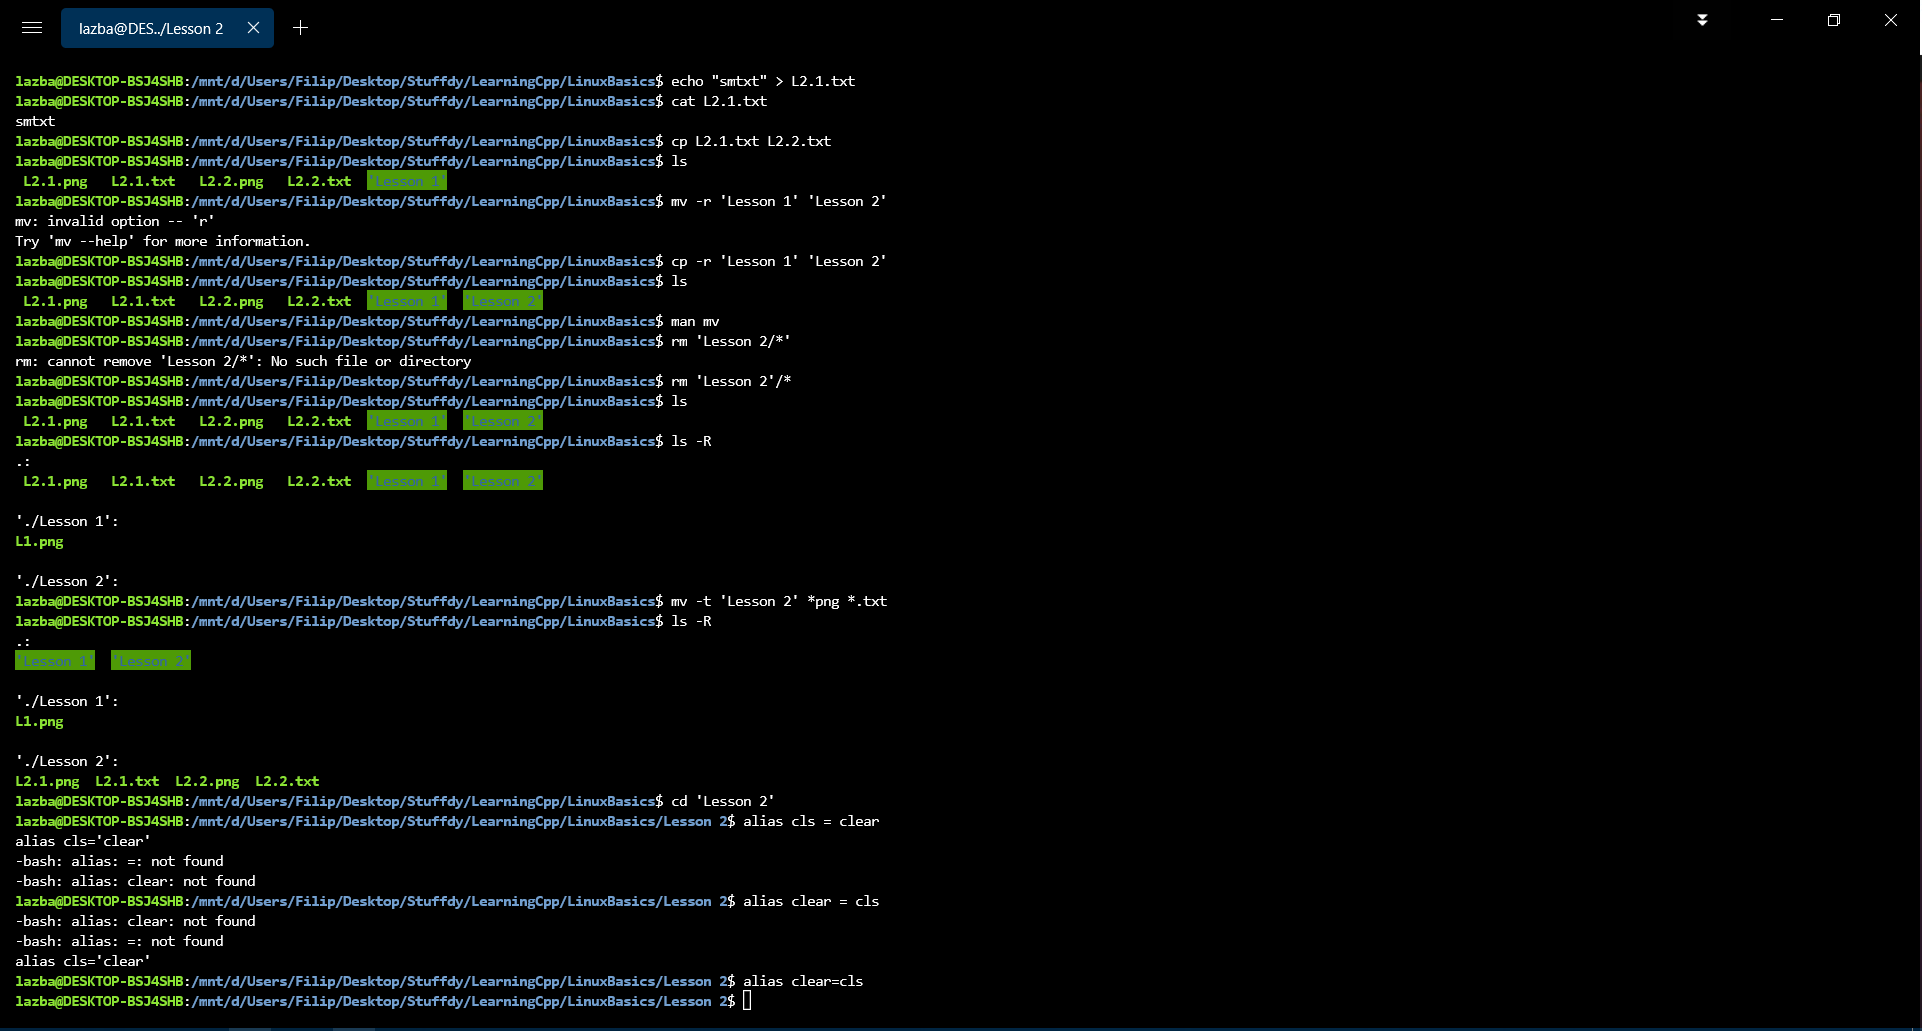 lazba@DES../Lesson 2
lazba@DESKTOP-BSJ4SHB:/mnt/d/Users/Filip/Desktop/Stuffdy/LearningCpp/LinuxBasics$ echo "smtxt" > L2.1.txt
lazba@DESKTOP-BSJ4SHB:/mnt/d/Users/Filip/Desktop/Stuffdy/LearningCpp/LinuxBasics$ cat L2.1.txt
smtxt
lazba@DESKTOP-BSJ4SHB:/mnt/d/Users/Filip/Desktop/Stuffdy/LearningCpp/LinuxBasics$ cp L2.1.txt L2.2.txt
lazba@DESKTOP-BSJ4SHB:/mnt/d/Users/Filip/Desktop/Stuffdy/LearningCpp/LinuxBasics$ ls
 L2.1.png   L2.1.txt   L2.2.png   L2.2.txt  'Lesson 1'
lazba@DESKTOP-BSJ4SHB:/mnt/d/Users/Filip/Desktop/Stuffdy/LearningCpp/LinuxBasics$ mv -r 'Lesson 1' 'Lesson 2'
mv: invalid option -- 'r'
Try 'mv --help' for more information.
lazba@DESKTOP-BSJ4SHB:/mnt/d/Users/Filip/Desktop/Stuffdy/LearningCpp/LinuxBasics$ cp -r 'Lesson 1' 'Lesson 2'
lazba@DESKTOP-BSJ4SHB:/mnt/d/Users/Filip/Desktop/Stuffdy/LearningCpp/LinuxBasics$ ls
 L2.1.png   L2.1.txt   L2.2.png   L2.2.txt  'Lesson 1'  'Lesson 2'
lazba@DESKTOP-BSJ4SHB:/mnt/d/Users/Filip/Desktop/Stuffdy/LearningCpp/LinuxBasics$ man mv
lazba@DESKTOP-BSJ4SHB:/mnt/d/Users/Filip/Desktop/Stuffdy/LearningCpp/LinuxBasics$ rm 'Lesson 2/*'
rm: cannot remove 'Lesson 2/*': No such file or directory
lazba@DESKTOP-BSJ4SHB:/mnt/d/Users/Filip/Desktop/Stuffdy/LearningCpp/LinuxBasics$ rm 'Lesson 2'/*
lazba@DESKTOP-BSJ4SHB:/mnt/d/Users/Filip/Desktop/Stuffdy/LearningCpp/LinuxBasics$ ls
 L2.1.png   L2.1.txt   L2.2.png   L2.2.txt  'Lesson 1'  'Lesson 2'
lazba@DESKTOP-BSJ4SHB:/mnt/d/Users/Filip/Desktop/Stuffdy/LearningCpp/LinuxBasics$ ls -R
.:
 L2.1.png   L2.1.txt   L2.2.png   L2.2.txt  'Lesson 1'  'Lesson 2'
'./Lesson 1':
L1.png
'./Lesson 2':
lazba@DESKTOP-BSJ4SHB:/mnt/d/Users/Filip/Desktop/Stuffdy/LearningCpp/LinuxBasics$ mv -t 'Lesson 2' *png *.txt
lazba@DESKTOP-BSJ4SHB:/mnt/d/Users/Filip/Desktop/Stuffdy/LearningCpp/LinuxBasics$ ls -R
.:
'Lesson 1'  'Lesson 2'
'./Lesson 1':
L1.png
'./Lesson 2':
L2.1.png  L2.1.txt  L2.2.png  L2.2.txt
lazba@DESKTOP-BSJ4SHB:/mnt/d/Users/Filip/Desktop/Stuffdy/LearningCpp/LinuxBasics$ cd 'Lesson 2'
lazba@DESKTOP-BSJ4SHB:/mnt/d/Users/Filip/Desktop/Stuffdy/LearningCpp/LinuxBasics/Lesson 2$ alias cls = clear
alias cls='clear'
-bash: alias: =: not found
-bash: alias: clear: not found
lazba@DESKTOP-BSJ4SHB:/mnt/d/Users/Filip/Desktop/Stuffdy/LearningCpp/LinuxBasics/Lesson 2$ alias clear = cls
-bash: alias: clear: not found
-bash: alias: =: not found
alias cls='clear'
lazba@DESKTOP-BSJ4SHB:/mnt/d/Users/Filip/Desktop/Stuffdy/LearningCpp/LinuxBasics/Lesson 2$ alias clear=cls
lazba@DESKTOP-BSJ4SHB:/mnt/d/Users/Filip/Desktop/Stuffdy/LearningCpp/LinuxBasics/Lesson 2$